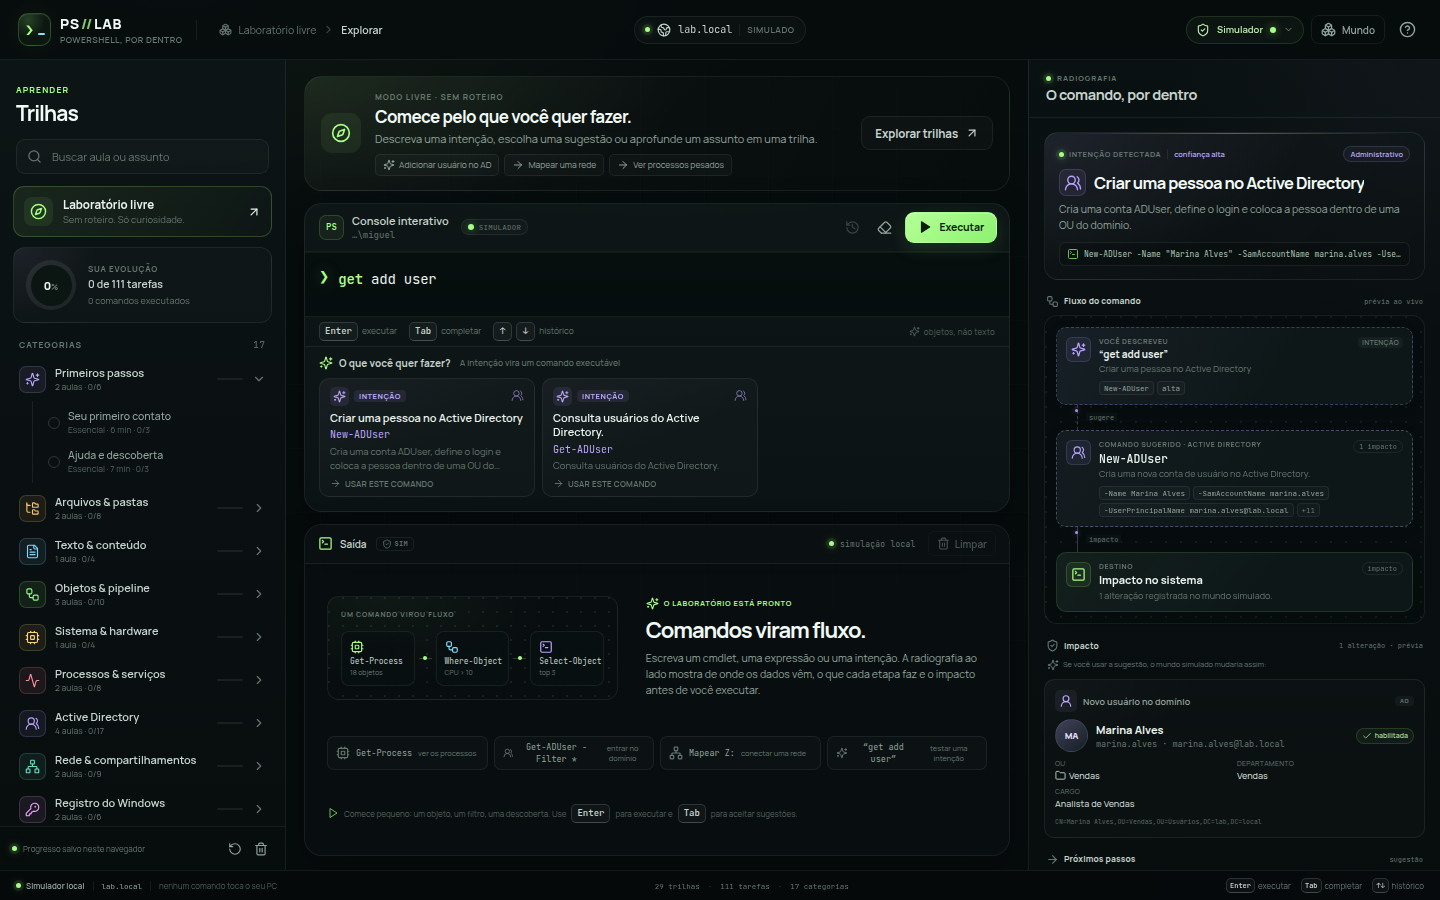 PS//LAB
POWERSHELL, POR DENTRO
Laboratório livre > Explorar
lab.local SIMULADO
Simulador
Mundo
APRENDER
Trilhas
Buscar aula ou assunto
Laboratório livre
Sem roteiro. Só curiosidade.
0%
SUA EVOLUÇÃO
0 de 111 tarefas
0 comandos executados
CATEGORIAS 17
Primeiros passos
2 aulas · 0/6
Seu primeiro contato
Essencial · 6 min · 0/3
Ajuda e descoberta
Essencial · 7 min · 0/3
Arquivos & pastas
2 aulas · 0/8
Texto & conteúdo
1 aula · 0/4
Objetos & pipeline
3 aulas · 0/10
Sistema & hardware
1 aula · 0/4
Processos & serviços
2 aulas · 0/8
Active Directory
4 aulas · 0/17
Rede & compartilhamentos
2 aulas · 0/9
Registro do Windows
2 aulas · 0/6
Progresso salvo neste navegador
MODO LIVRE · SEM ROTEIRO
Comece pelo que você quer fazer.
Descreva uma intenção, escolha uma sugestão ou aprofunde um assunto em uma trilha.
Adicionar usuário no AD
Mapear uma rede
Ver processos pesados
Explorar trilhas
PS
Console interativo
…\miguel
SIMULADOR
Executar
❯ get add user
Enter executar Tab completar ↑ ↓ histórico
objetos, não texto
O que você quer fazer? A intenção vira um comando executável
INTENÇÃO
Criar uma pessoa no Active Directory
New-ADUser
Cria uma conta ADUser, define o login e
coloca a pessoa dentro de uma OU do…
USAR ESTE COMANDO
INTENÇÃO
Consulta usuários do Active
Directory.
Get-ADUser
Consulta usuários do Active Directory.
USAR ESTE COMANDO
Saída SIM
simulação local
Limpar
UM COMANDO VIROU FLUXO
Get-Process
18 objetos
Where-Object
CPU > 10
Select-Object
top 3
O LABORATÓRIO ESTÁ PRONTO
Comandos viram fluxo.
Escreva um cmdlet, uma expressão ou uma intenção. A radiografia ao
lado mostra de onde os dados vêm, o que cada etapa faz e o impacto
antes de você executar.
Get-Process ver os processos
Get-ADUser -
Filter *
entrar no
domínio
Mapear Z: conectar uma rede
“get add
user”
testar uma
intenção
Comece pequeno: um objeto, um filtro, uma descoberta. Use Enter para executar e Tab para aceitar sugestões.
RADIOGRAFIA
O comando, por dentro
INTENÇÃO DETECTADA confiança alta
Administrativo
Criar uma pessoa no Active Directory
Cria uma conta ADUser, define o login e coloca a pessoa dentro de uma
OU do domínio.
New-ADUser -Name "Marina Alves" -SamAccountName marina.alves -Use…
Fluxo do comando prévia ao vivo
VOCÊ DESCREVEU
INTENÇÃO
“get add user”
Criar uma pessoa no Active Directory
New-ADUser alta
sugere
COMANDO SUGERIDO · ACTIVE DIRECTORY
1 impacto
New-ADUser
Cria uma nova conta de usuário no Active Directory.
-Name Marina Alves -SamAccountName marina.alves
-UserPrincipalName marina.alves@lab.local +11
impacto
DESTINO
impacto
Impacto no sistema
1 alteração registrada no mundo simulado.
Impacto 1 alteração · prévia
Se você usar a sugestão, o mundo simulado mudaria assim:
Novo usuário no domínio AD
MA
Marina Alves
marina.alves · marina.alves@lab.local
habilitada
OU
Vendas
DEPARTAMENTO
Vendas
CARGO
Analista de Vendas
CN=Marina Alves,OU=Vendas,OU=Usuários,DC=lab,DC=local
Próximos passos sugestão
Simulador local lab.local nenhum comando toca o seu PC
29 trilhas · 111 tarefas · 17 categorias
Enter executar Tab completar ↑↓ histórico